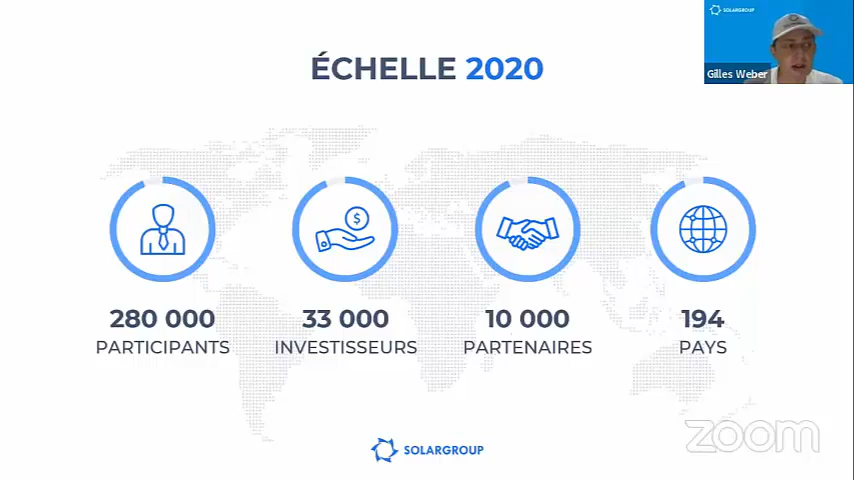 SOLARGROUP
Gilles Weber
ÉCHELLE 2020
$
280 000
PARTICIPANTS
33 000
INVESTISSEURS
10 000
PARTENAIRES
194
PAYS
SOLARGROUP
zoom